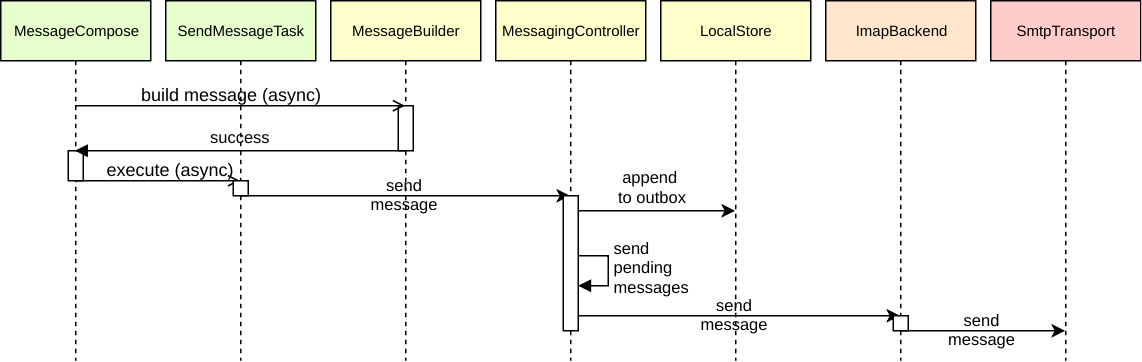 MessageCompose
SendMessageTask
MessageBuilder
MessagingController
LocalStore
ImapBackend
SmtpTransport
build message (async)
success
execute (async)
send
message
append
to outbox
send
pending
messages
send
message
send
message